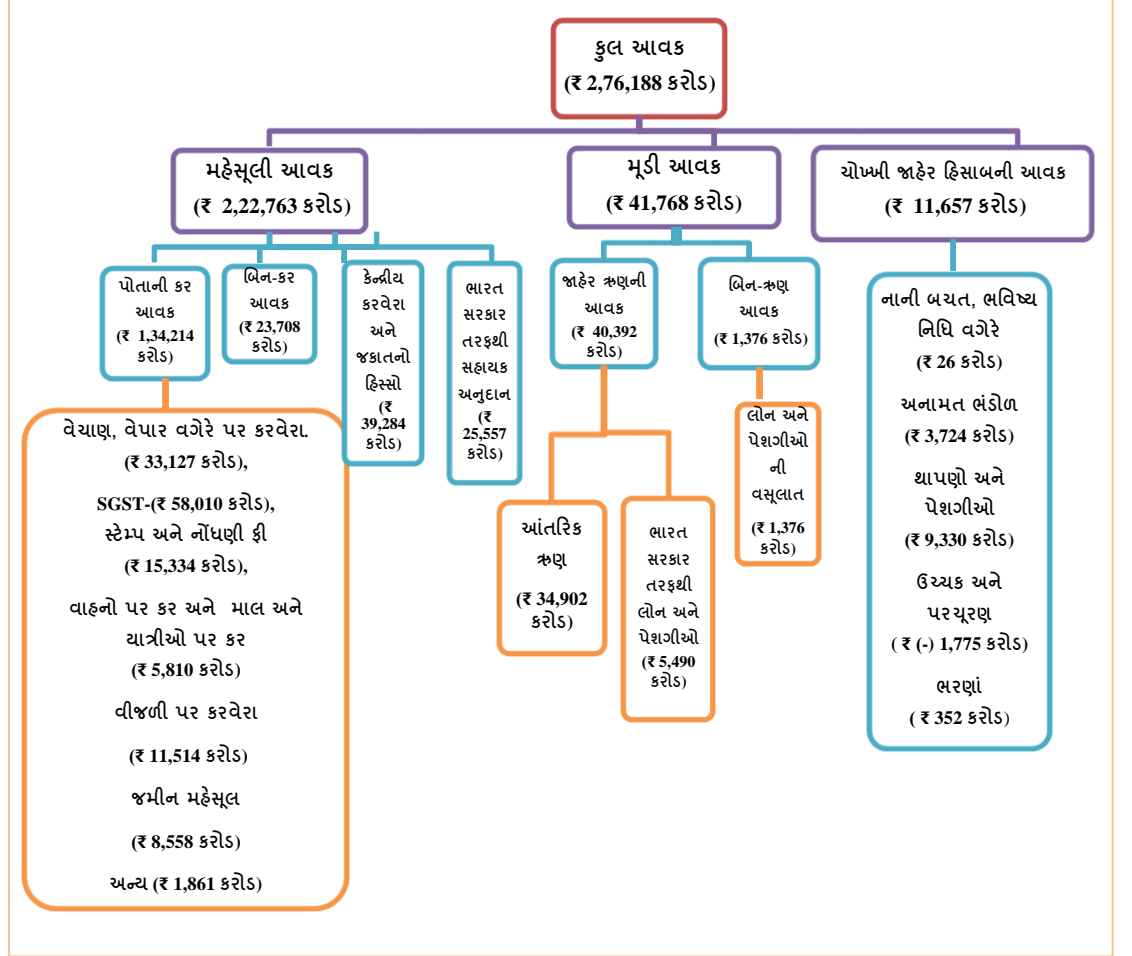 કુલ આવક
(₹ 2,76,188 કરોડ)
મહેસૂલી આવક
(₹ 2,22,763 કરોડ)
મૂડી આવક
(₹ 41,768 કરોડ)
ચોખ્ખી જાહેર હિસાબની આવક
(₹ 11,657 કરોડ)
પોતાની કર
આવક
(₹ 1,34,214
કરોડ)
બિન-કર
આવક
(₹ 23,708
કરોડ)
કેન્દ્રીય
કરવેરા
અને
જકાતનો
હિસ્સો
(₹
39,284
કરોડ)
ભારત
સરકાર
તરફથી
સહાયક
અનુદાન(₹
25,557
કરોડ)
જાહેર ઋણની
આવક
(₹ 40,392
કરોડ)
બિન-ઋણ
આવક
(₹ 1,376 કરોડ)
વેચાણ, વેપાર વગેરે પર કરવેરા.
(₹ 33,127 કરોડ),
SGST-(₹ 58,010 કરોડ),
સ્ટેમ્પ અને નોંધણી ફી
(₹ 15,334 કરોડ),
વાહનો પર કર અને માલ અને
યાત્રીઓ પર કર
(₹ 5,810 કરોડ)
વીજળી પર કરવેરા
(₹ 11,514 કરોડ)
જમીન મહેસૂલ
(₹ 8,558 કરોડ)
અન્ય (₹ 1,861 કરોડ)
આંતરિક
ઋણ
(₹ 34,902
કરોડ)
ભારત
સરકાર
તરફથી
લોન અને
પેશગીઓ
(₹ 5,490
કરોડ)
લોન અને
પેશગીઓ
ની
વસૂલાત
(₹ 1,376
કરોડ)
નાની બચત, ભવિષ્ય
નિધિ વગેરે
(₹ 26 કરોડ)
અનામત ભંડોળ
(₹ 3,724 કરોડ)
થાપણો અને
પેશગીઓ
(₹ 9,330 કરોડ)
ઉચ્ચક અને
પરચૂરણ
( ₹ (-) 1,775 કરોડ)
ભરણાં
( ₹ 352 કરોડ)